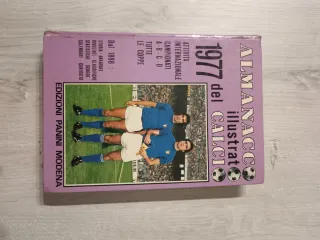 ALMANACCO
illustrato
del CALCIO
1977
ATTIVITÀ
INTERNAZIONALE
CAMPIONATI
A-B-C-D
TUTTE
LE COPPE
Dal 1898:
EDIZIONI PANINI MODENA